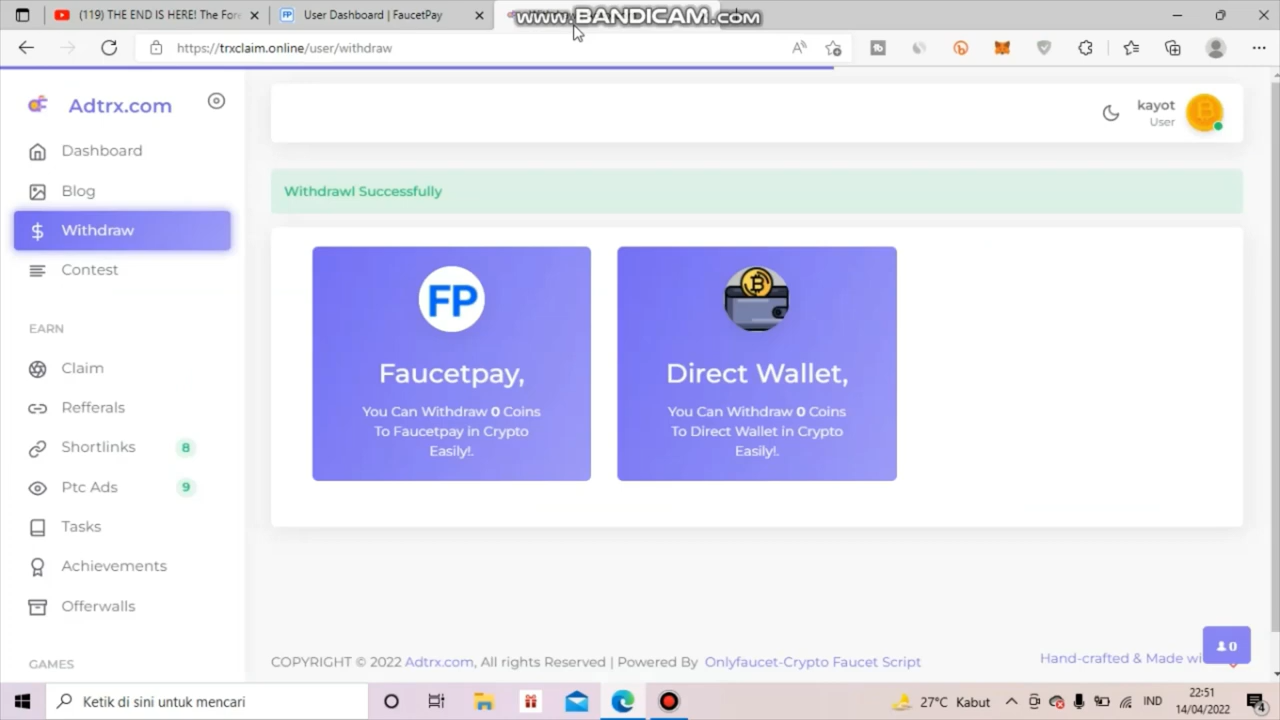 (119) THE END IS HERE! The Fore
User Dashboard | FaucetPay
www.BANDICAM.com
https://trxclaim.online/user/withdraw
Adtrx.com
kayot
User
Dashboard
Blog
Withdraw
Contest
EARN
Claim
Refferals
Shortlinks 8
Ptc Ads 9
Tasks
Achievements
Offerwalls
GAMES
Withdrawl Successfully
FP
Faucetpay,
You Can Withdraw 0 Coins
To Faucetpay in Crypto
Easily!.
Direct Wallet,
You Can Withdraw 0 Coins
To Direct Wallet in Crypto
Easily!.
0
COPYRIGHT © 2022 Adtrx.com, All rights Reserved | Powered By Onlyfaucet-Crypto Faucet Script
Hand-crafted & Made wi
Ketik di sini untuk mencari
27°C Kabut
IND
22:51
14/04/2022
4